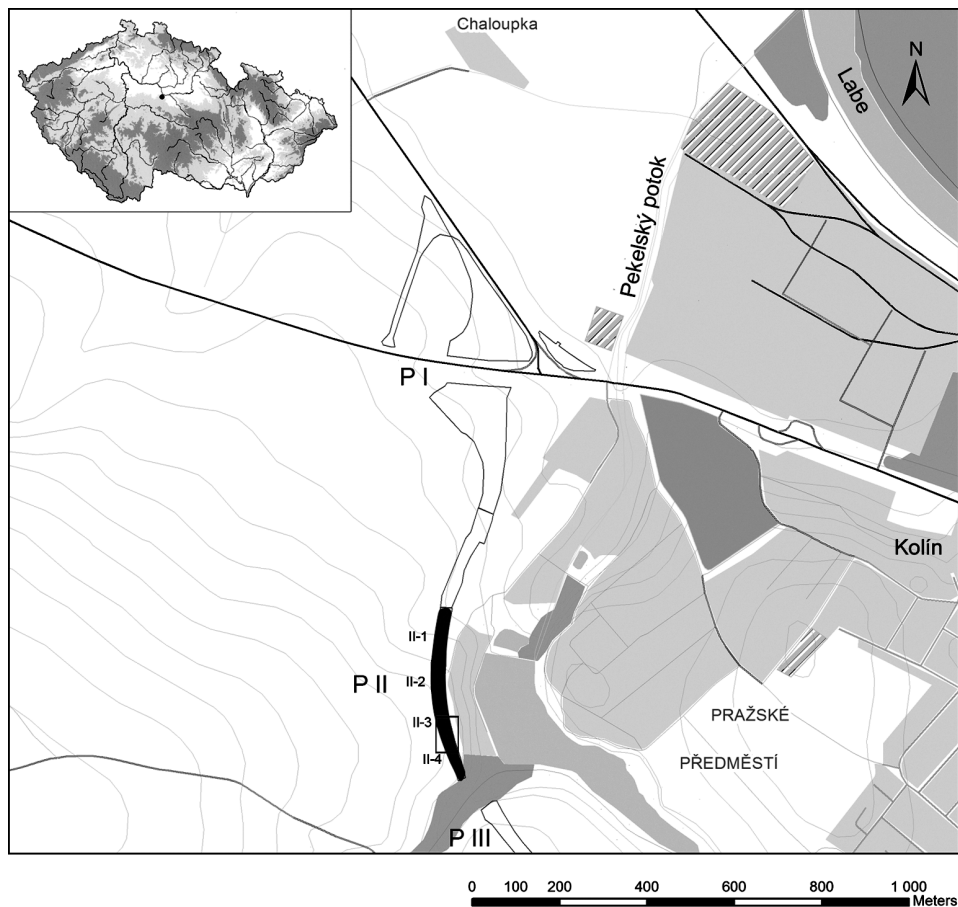 Chaloupka
N
Labe
Pekelský potok
P I
Kolín
II-1
P II
II-2
II-3
PRAŽSKÉ
II-4
PŘEDMĚSTÍ
P III
0 100 200 400 600 800 1 000
Meters